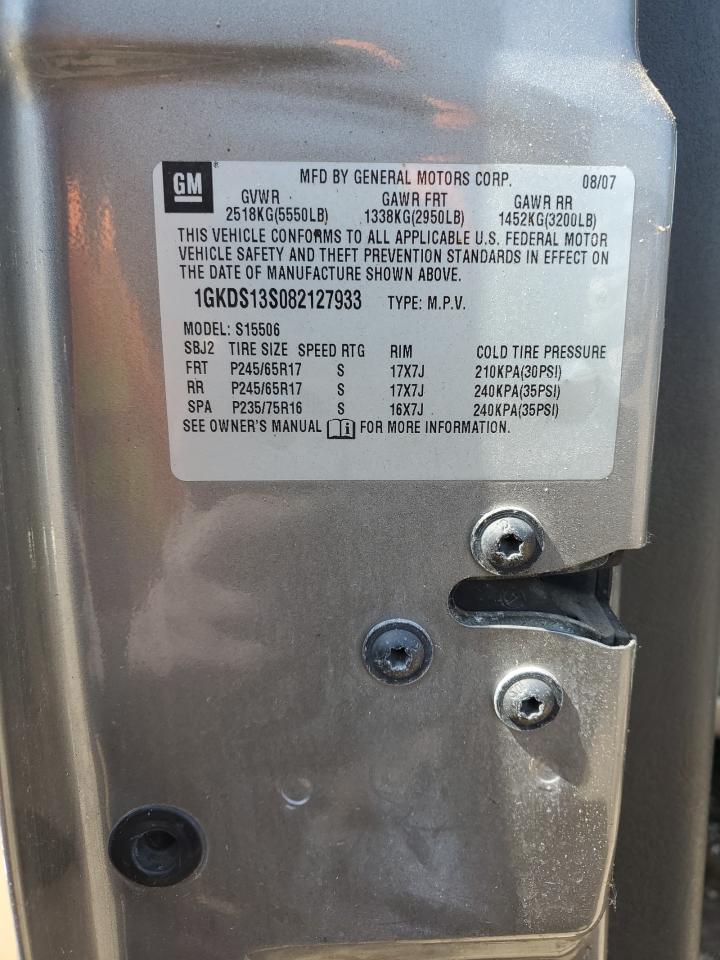 GM ® MFD BY GENERAL MOTORS CORP. 08/07
GVWR GAWR FRT GAWR RR
2518KG(5550LB) 1338KG(2950LB) 1452KG(3200LB)
THIS VEHICLE CONFORMS TO ALL APPLICABLE U.S. FEDERAL MOTOR
VEHICLE SAFETY AND THEFT PREVENTION STANDARDS IN EFFECT ON
THE DATE OF MANUFACTURE SHOWN ABOVE.
1GKDS13S082127933 TYPE: M.P.V.
MODEL: S15506
SBJ2 TIRE SIZE SPEED RTG RIM COLD TIRE PRESSURE
FRT P245/65R17 S 17X7J 210KPA(30PSI)
RR P245/65R17 S 17X7J 240KPA(35PSI)
SPA P235/75R16 S 16X7J 240KPA(35PSI)
SEE OWNER'S MANUAL i FOR MORE INFORMATION.